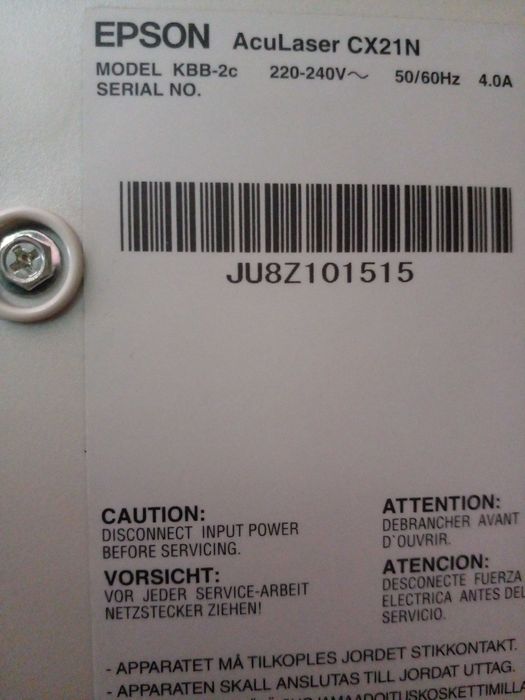 EPSON AcuLaser CX21N
MODEL KBB-2c 220-240V～ 50/60Hz 4.0A
SERIAL NO.
JU8Z101515
CAUTION:
DISCONNECT INPUT POWER
BEFORE SERVICING.
VORSICHT:
VOR JEDER SERVICE-ARBEIT
NETZSTECKER ZIEHEN!
ATTENTION:
DEBRANCHER AVANT
D`OUVRIR.
ATENCION:
DESCONECTE FUERZA
ELECTRICA ANTES DEL
SERVICIO.
- APPARATET MÅ TILKOPLES JORDET STIKKONTAKT.
- APPARATEN SKALL ANSLUTAS TILL JORDAT UTTAG.